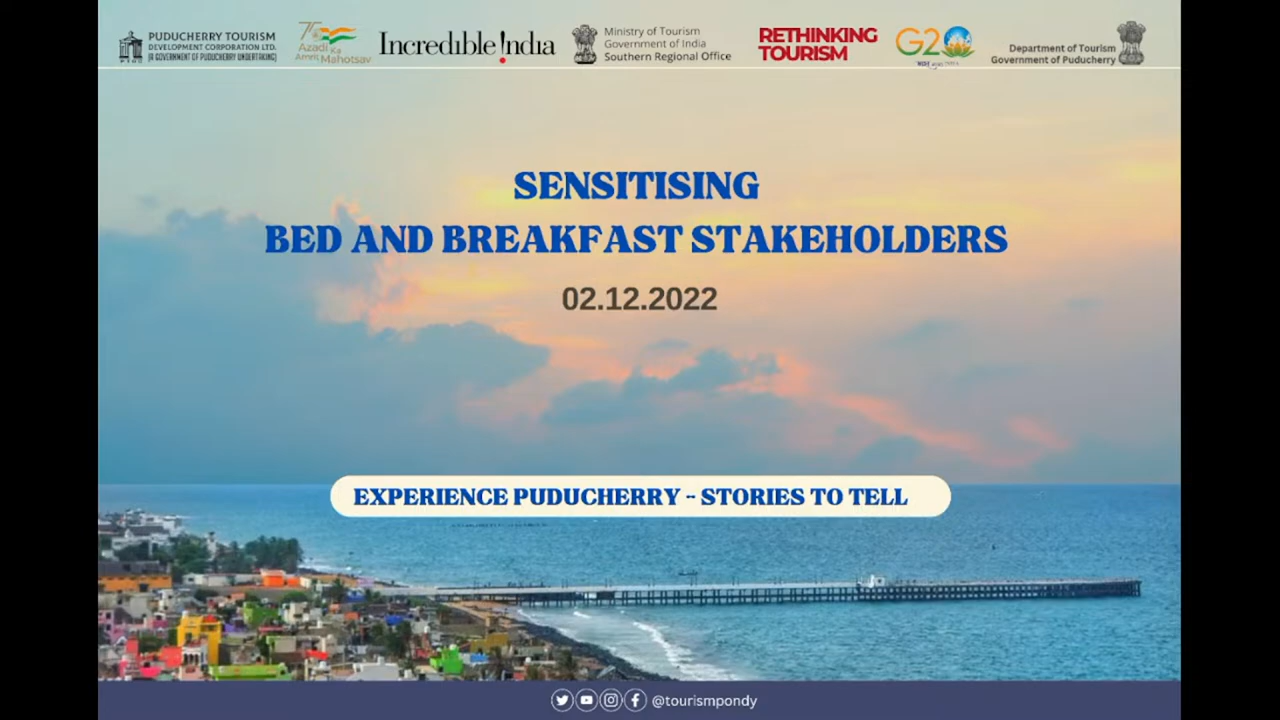 PUDUCHERRY TOURISM
DEVELOPMENT CORPORATION LTD.
(A GOVERNMENT OF PUDUCHERRY UNDERTAKING)
75
Azadi Ka
Amrit Mahotsav
Incredible !ndia
Ministry of Tourism
Government of India
Southern Regional Office
RETHINKING
TOURISM
G20
Department of Tourism
Government of Puducherry
SENSITISING
BED AND BREAKFAST STAKEHOLDERS
02.12.2022
EXPERIENCE PUDUCHERRY - STORIES TO TELL
@tourismpondy